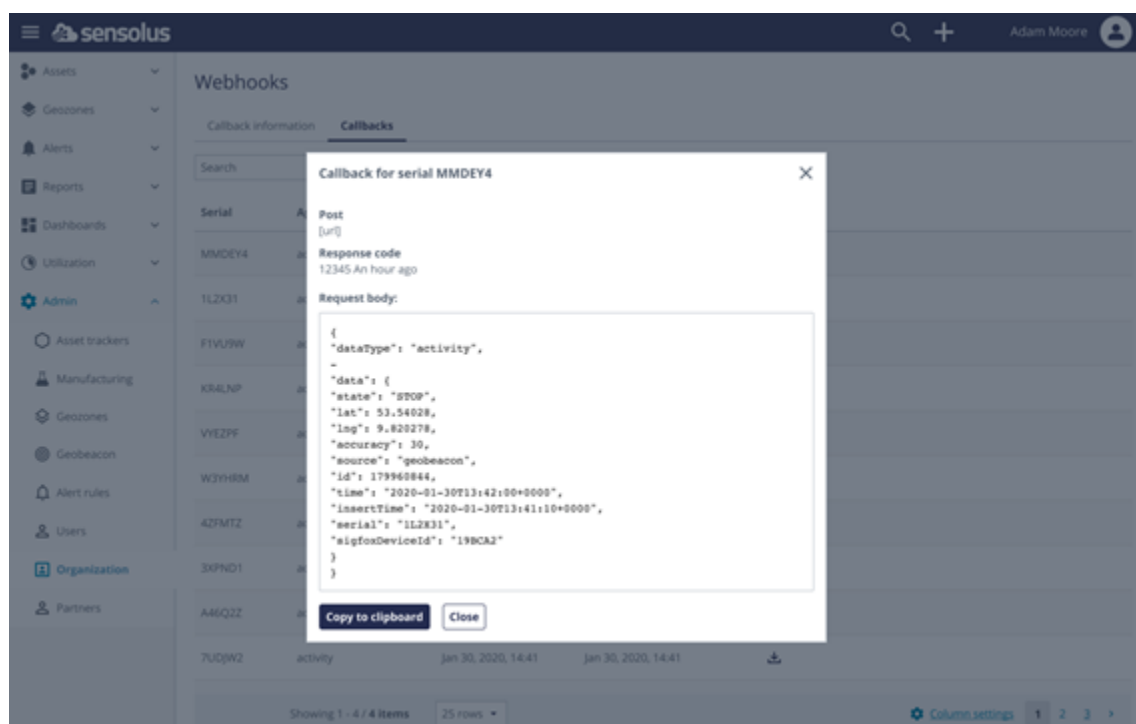 sensolus
Adam Moore
Assets
Geozones
Alerts
Reports
Dashboards
Utilization
Admin
Asset trackers
Manufacturing
Geozones
Geobeacon
Alert rules
Users
Organization
Partners
Webhooks
Callback information Callbacks
Search
Serial
MMDEY4
1L2X31
F1VU9W
KR4LNP
VYEZPF
W3YHRM
4ZFMTZ
3XPND1
A46Q2Z
7UDJW2 activity Jan 30, 2020, 14:41 Jan 30, 2020, 14:41
Showing 1 - 4 / 4 items 25 rows Column settings 1 2 3 ›
Callback for serial MMDEY4
Post
[url]
Response code
12345 An hour ago
Request body:
{
"dataType": "activity",
-
"data": {
"state": "STOP",
"lat": 53.54028,
"lng": 9.820278,
"accuracy": 30,
"source": "geobeacon",
"id": 179960844,
"time": "2020-01-30T13:42:00+0000",
"insertTime": "2020-01-30T13:41:10+0000",
"serial": "1L2X31",
"sigfoxDeviceId": "19BCA2"
}
}
Copy to clipboard Close